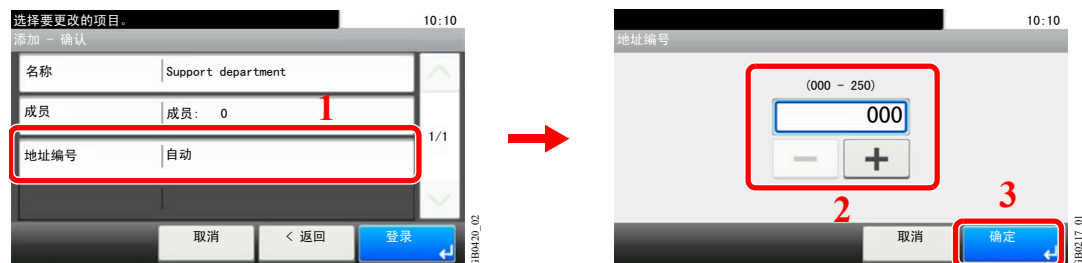 选择要更改的项目。
10:10
添加 - 确认
名称
Support department
成员
成员: 0
1
1/1
地址编号
自动
取消
< 返回
登录
GB0420_02
10:10
地址编号
(000 - 250)
000
2
3
取消
确定
GB0217_01